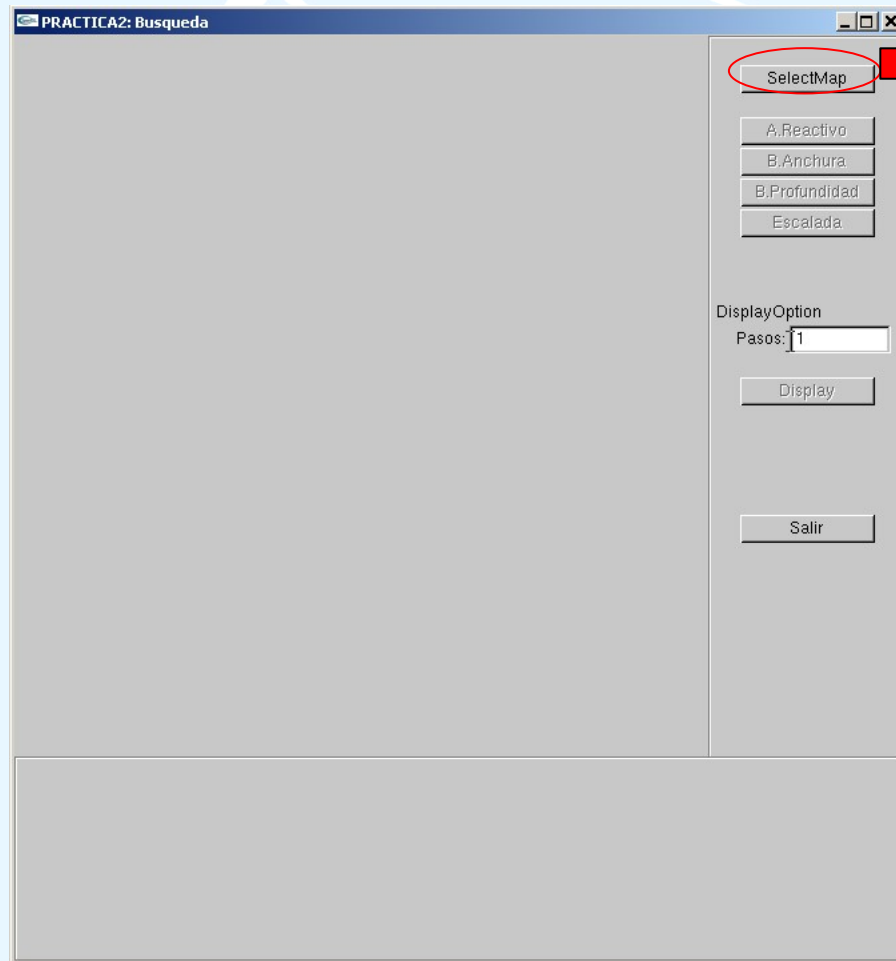 PRACTICA2: Busqueda
SelectMap
A.Reactivo
B.Anchura
B.Profundidad
Escalada
DisplayOption
Pasos: 1
Display
Salir